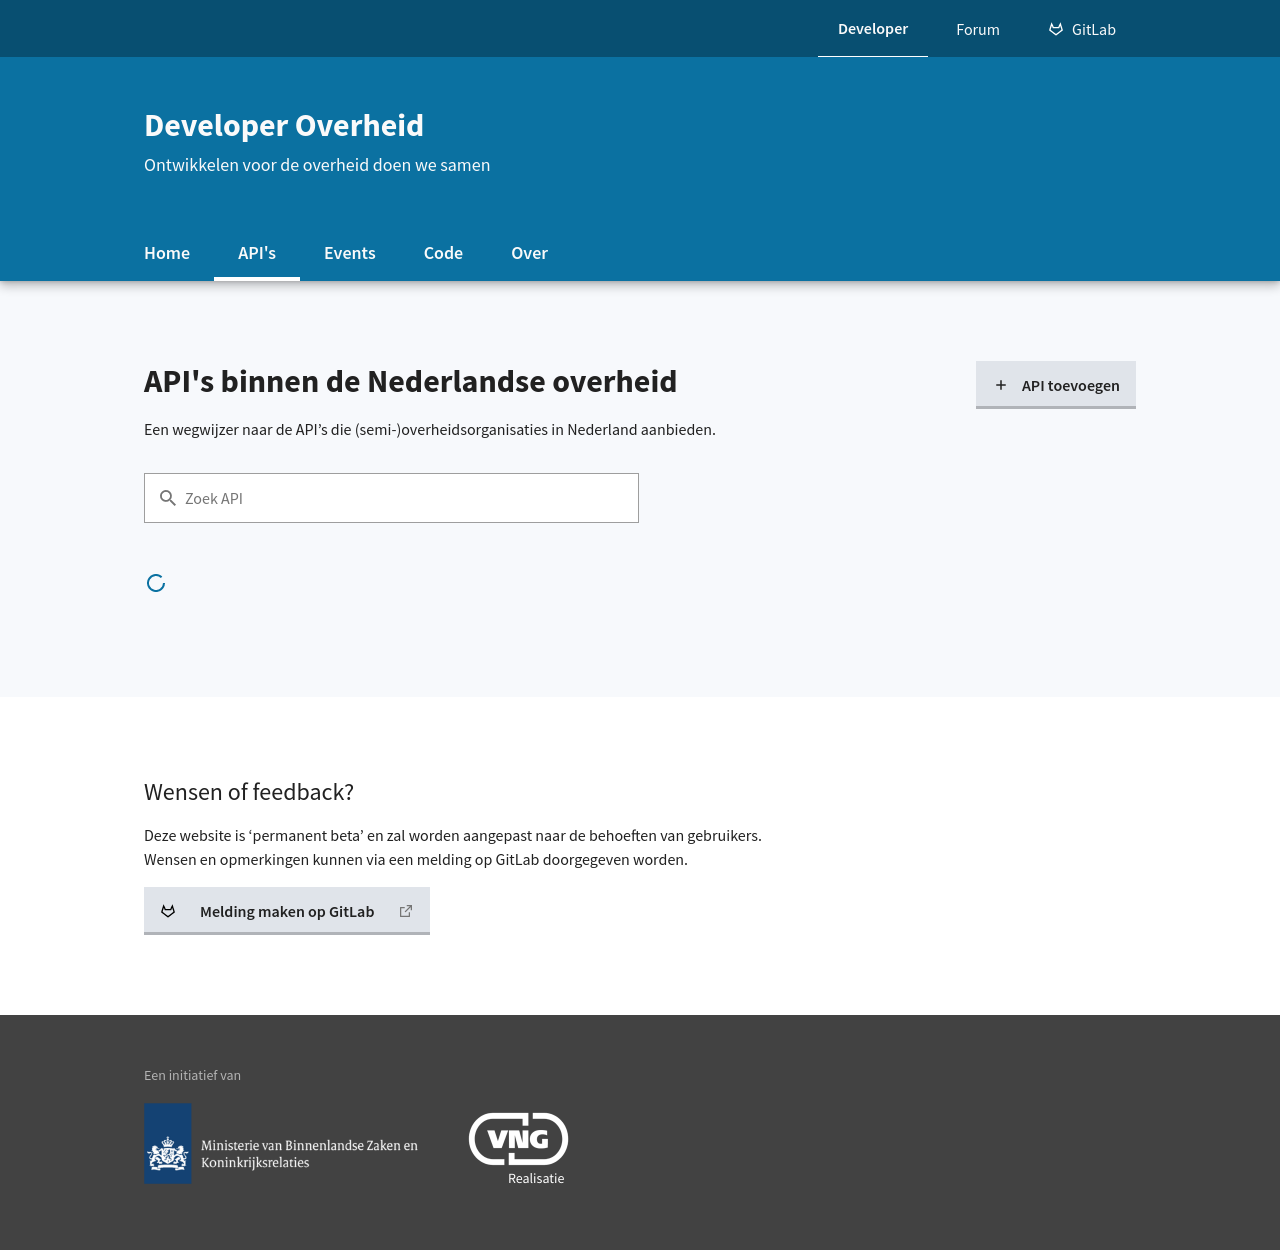 Developer
Forum
GitLab
Developer Overheid
Ontwikkelen voor de overheid doen we samen
Home
API's
Events
Code
Over
API's binnen de Nederlandse overheid
API toevoegen
Een wegwijzer naar de API’s die (semi-)overheidsorganisaties in Nederland aanbieden.
Zoek API
Wensen of feedback?
Deze website is ‘permanent beta’ en zal worden aangepast naar de behoeften van gebruikers.
Wensen en opmerkingen kunnen via een melding op GitLab doorgegeven worden.
Melding maken op GitLab
Een initiatief van
Ministerie van Binnenlandse Zaken en
Koninkrijksrelaties
VNG
Realisatie